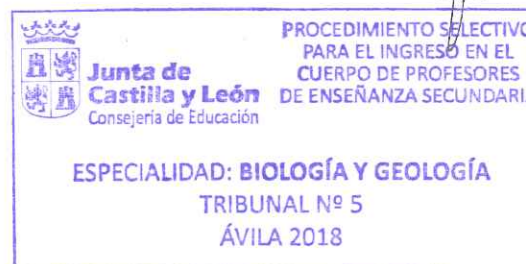 Junta de
Castilla y León
Consejería de Educación
PROCEDIMIENTO SELECTIVO
PARA EL INGRESO EN EL
CUERPO DE PROFESORES
DE ENSEÑANZA SECUNDARI
ESPECIALIDAD: BIOLOGÍA Y GEOLOGÍA
TRIBUNAL Nº 5
ÁVILA 2018